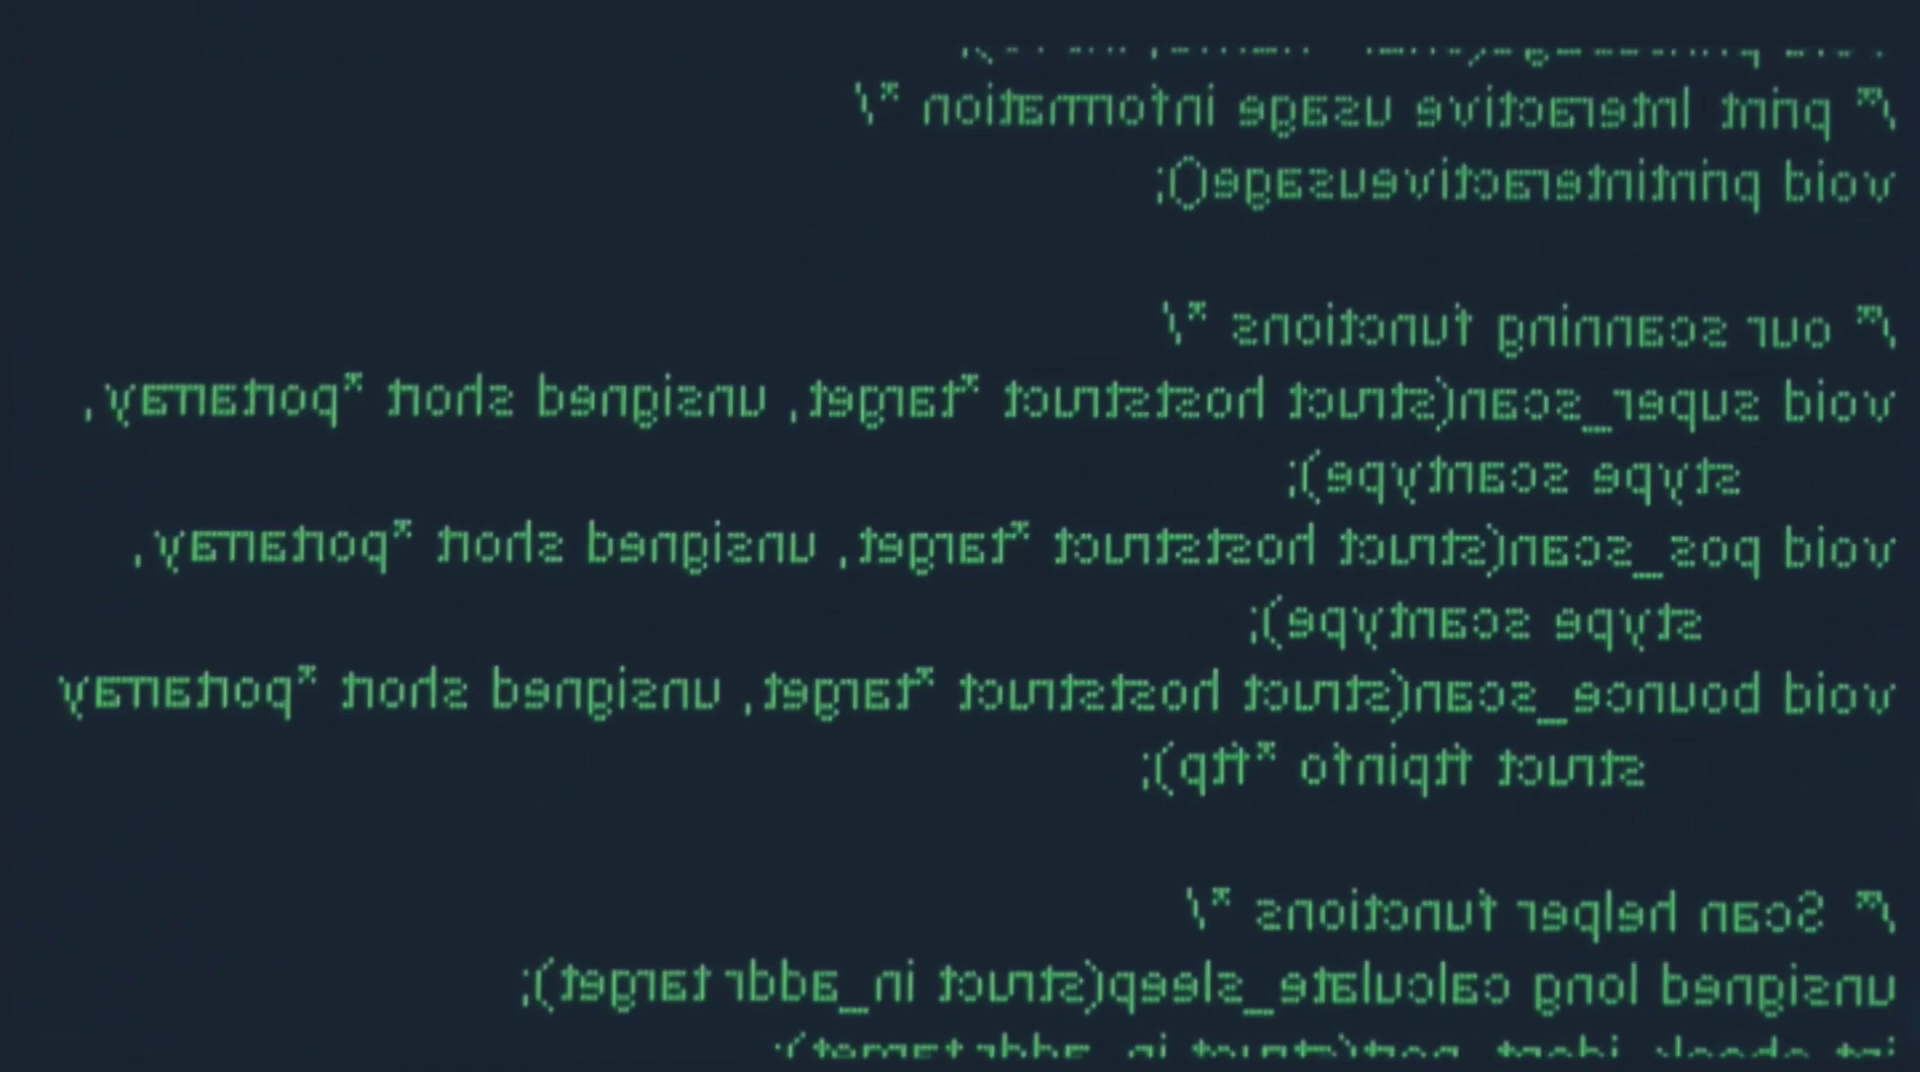 /* print Interactive usage information */
void printinteractiveusage();
/* our scanning functions */
void super_scan(struct hoststruct *target, unsigned short *portarray,
stype scantype);
void pos_scan(struct hoststruct *target, unsigned short *portarray,
stype scantype);
void bounce_scan(struct hoststruct *target, unsigned short *portarray
struct ftpinfo *ftp);
/* Scan helper functions */
unsigned long calculate_sleep(struct in_addr target);